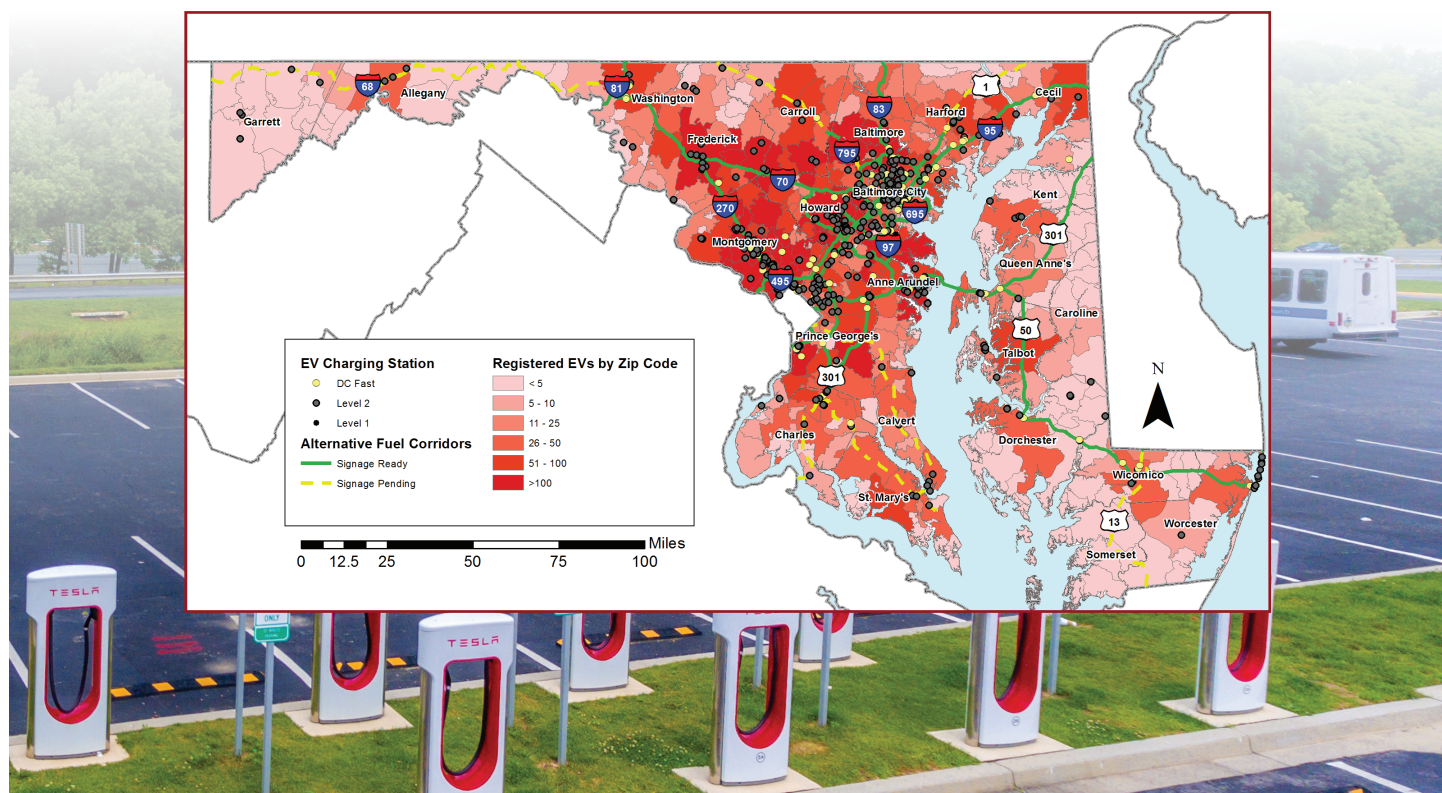 68
Allegany
Garrett
81
Washington
Frederick
Carroll
83
Baltimore
Harford
1
Cecil
95
795
70
Baltimore City
Kent
270
Howard
695
Montgomery
97
301
495
Queen Anne's
Anne Arundel
Caroline
50
Prince George's
Talbot
301
N
Charles
Calvert
Dorchester
Wicomico
St. Mary's
13
Worcester
Somerset
EV Charging Station
DC Fast
Level 2
Level 1
Alternative Fuel Corridors
Signage Ready
Signage Pending
Registered EVs by Zip Code
< 5
5 - 10
11 - 25
26 - 50
51 - 100
>100
Miles
0 12.5 25 50 75 100
TESLA
ONLY
TESLA
TESLA